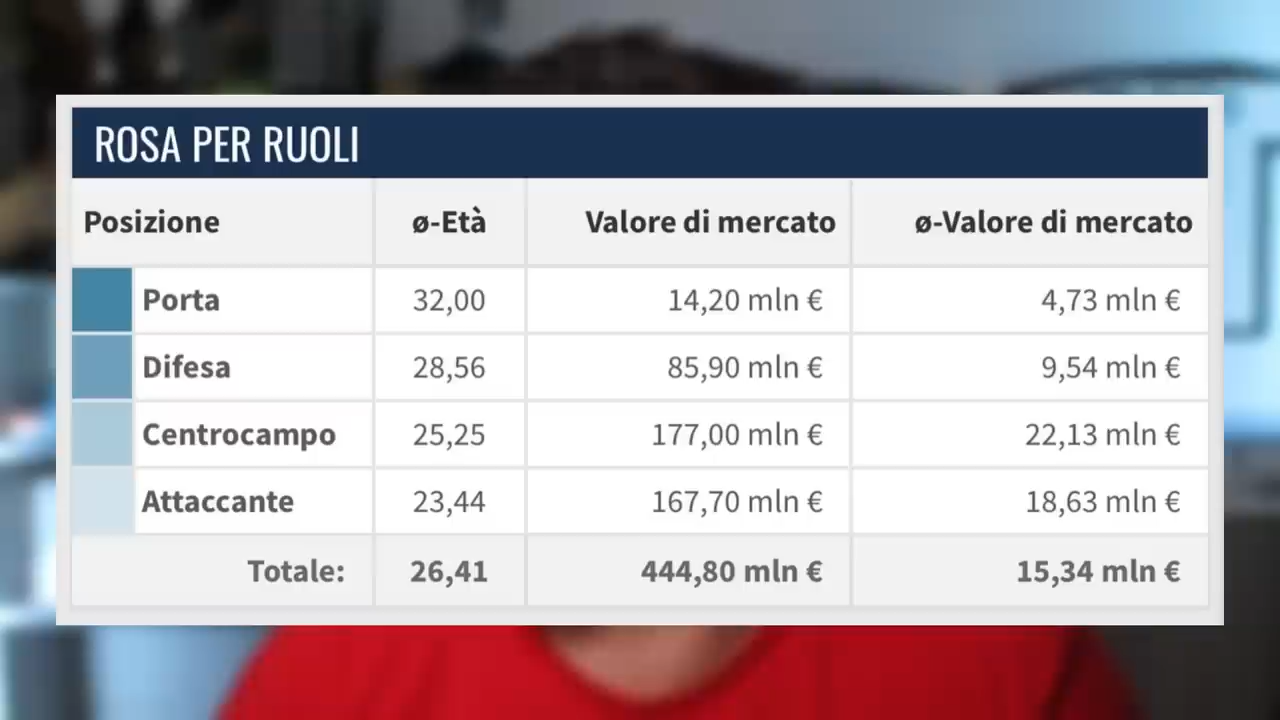 ROSA PER RUOLI
Posizione ø-Età Valore di mercato ø-Valore di mercato
Porta 32,00 14,20 mln € 4,73 mln €
Difesa 28,56 85,90 mln € 9,54 mln €
Centrocampo 25,25 177,00 mln € 22,13 mln €
Attaccante 23,44 167,70 mln € 18,63 mln €
Totale: 26,41 444,80 mln € 15,34 mln €